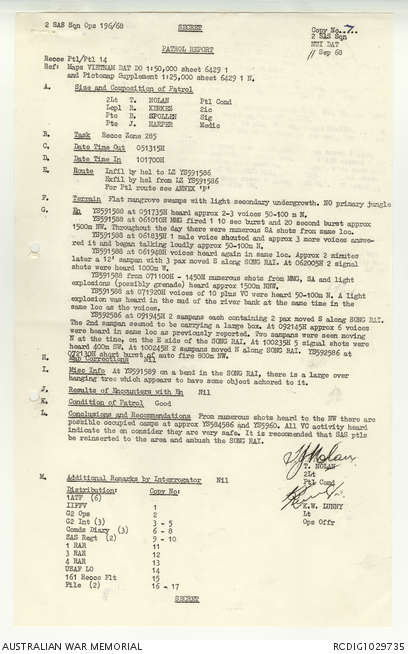 2 SAS Sqn Ops 196/68
SECRET
Copy No. 7
2 SAS Sqn
NUI DAT
11 Sep 68
PATROL REPORT
Recce Ptl/Ptl 14
Ref: Maps VIETNAM DAT DO 1:50,000 sheet 6429 1
and Pictomap Supplement 1:25,000 sheet 6429 1 N.
A. Size and Composition of Patrol
2Lt T. NOLAN Ptl Comd
Lcpl R. KERKES 2ic
Pte B. SPOLLEN Sig
Pte J. HARPER Medic
B. Task Recce Zone 285
C. Date Time Out 051315H
D. Date Time In 101700H
E. Route Infil by hel to LZ YS591586
Exfil by hel from LZ YS591586
For Ptl route see ANNEX 'P'
F. Terrain Flat mangrove swamps with light secondary undergrowth. NO primary jungle
G. En YS591588 at 051735H heard approx 2-3 voices 50-100 m N.
YS591588 at 061010H MMG fired 1 10 sec burst and 20 second burst approx
1500m NW. Throughout the day there were numerous SA shots from same loc.
YS591588 at 061835H 1 male voice shouted and approx 3 more voices answe-
red it and began talking loudly approx 50-100m N.
YS591588 at 061948H voices heard again in same loc. Approx 2 minutes
later a 12' sampan with 3 pax moved S along SONG RAI. At 062005H 2 signal
shots were heard 1000m W.
YS591588 from 071100H - 1450H numerous shots from MMG, SA and light
explosions (possibly grenade) heard approx 1500m NNW.
YS591588 at 071920H voices of 10 plus VC were heard 50-100m N. A light
explosion was heard in the mud of the river bank at the same time in the
same loc as the voices.
YS592586 at 091945H 2 sampans each containing 2 pax moved S along SONG RAI.
The 2nd sampan seemed to be carrying a large box. At 092145H approx 6 voices
were heard in same loc as previously reported. Two sampans were seen moving
N at the time, on the E side of the SONG RAI. At 100235H 5 signal shots were
heard 400m SW. At 100245H 2 sampans moved N along SONG RAI. YS592586 at
072130H short burst of auto fire 800m NW.
H. Map Corrections Nil
I. Misc Info At YS591589 on a bend in the SONG RAI, there is a large over
hanging tree which appears to have some object achored to it.
J. Results of Encounters with En Nil
K. Condition of Patrol Good
L. Conclusions and Recommendations From numerous shots heard to the NW there are
possible occupied camps at approx YS584586 and YS5960. All VC activity heard
indicate the en consider they are very safe. It is recomended that SAS ptls
be reinserted to the area and ambush the SONG RAI.
T. NOLAN
2Lt
Ptl Comd
M. Additional Remarks by Interrogator Nil
Distribution: Copy No:
1ATF (6)
IIFFV 1
G2 Ops 2
G2 Int (3) 3 - 5
Comds Diary (3) 6 - 8
SAS Regt (2) 9 - 10
1 RAR 11
3 RAR 12
4 RAR 13
USAF LO 14
161 Recce Flt 15
File (2) 16 - 17
K.W. LUNNY
Lt
Ops Offr
SECRET
AUSTRALIAN WAR MEMORIAL
RCDIG1029735